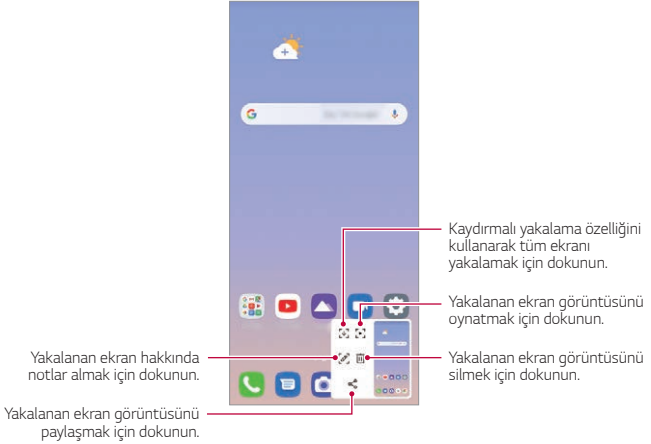 Kaydırmalı yakalama özelliğini
kullanarak tüm ekranı
yakalamak için dokunun.
Yakalanan ekran görüntüsünü
oynatmak için dokunun.
Yakalanan ekran hakkında
notlar almak için dokunun.
Yakalanan ekran görüntüsünü
silmek için dokunun.
Yakalanan ekran görüntüsünü
paylaşmak için dokunun.